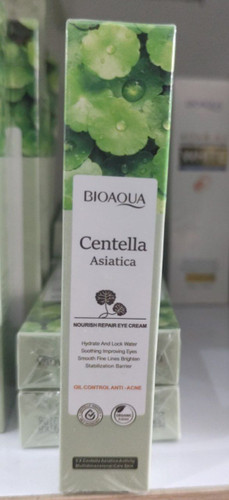 BIOAQUA
Centella
Asiatica
NOURISH REPAIR EYE CREAM
Hydrate And Lock Water
Soothing Improving Eyes
Smooth Fine Lines Brighten
Stabilization Barrier
OIL CONTROL ANTI -ACNE